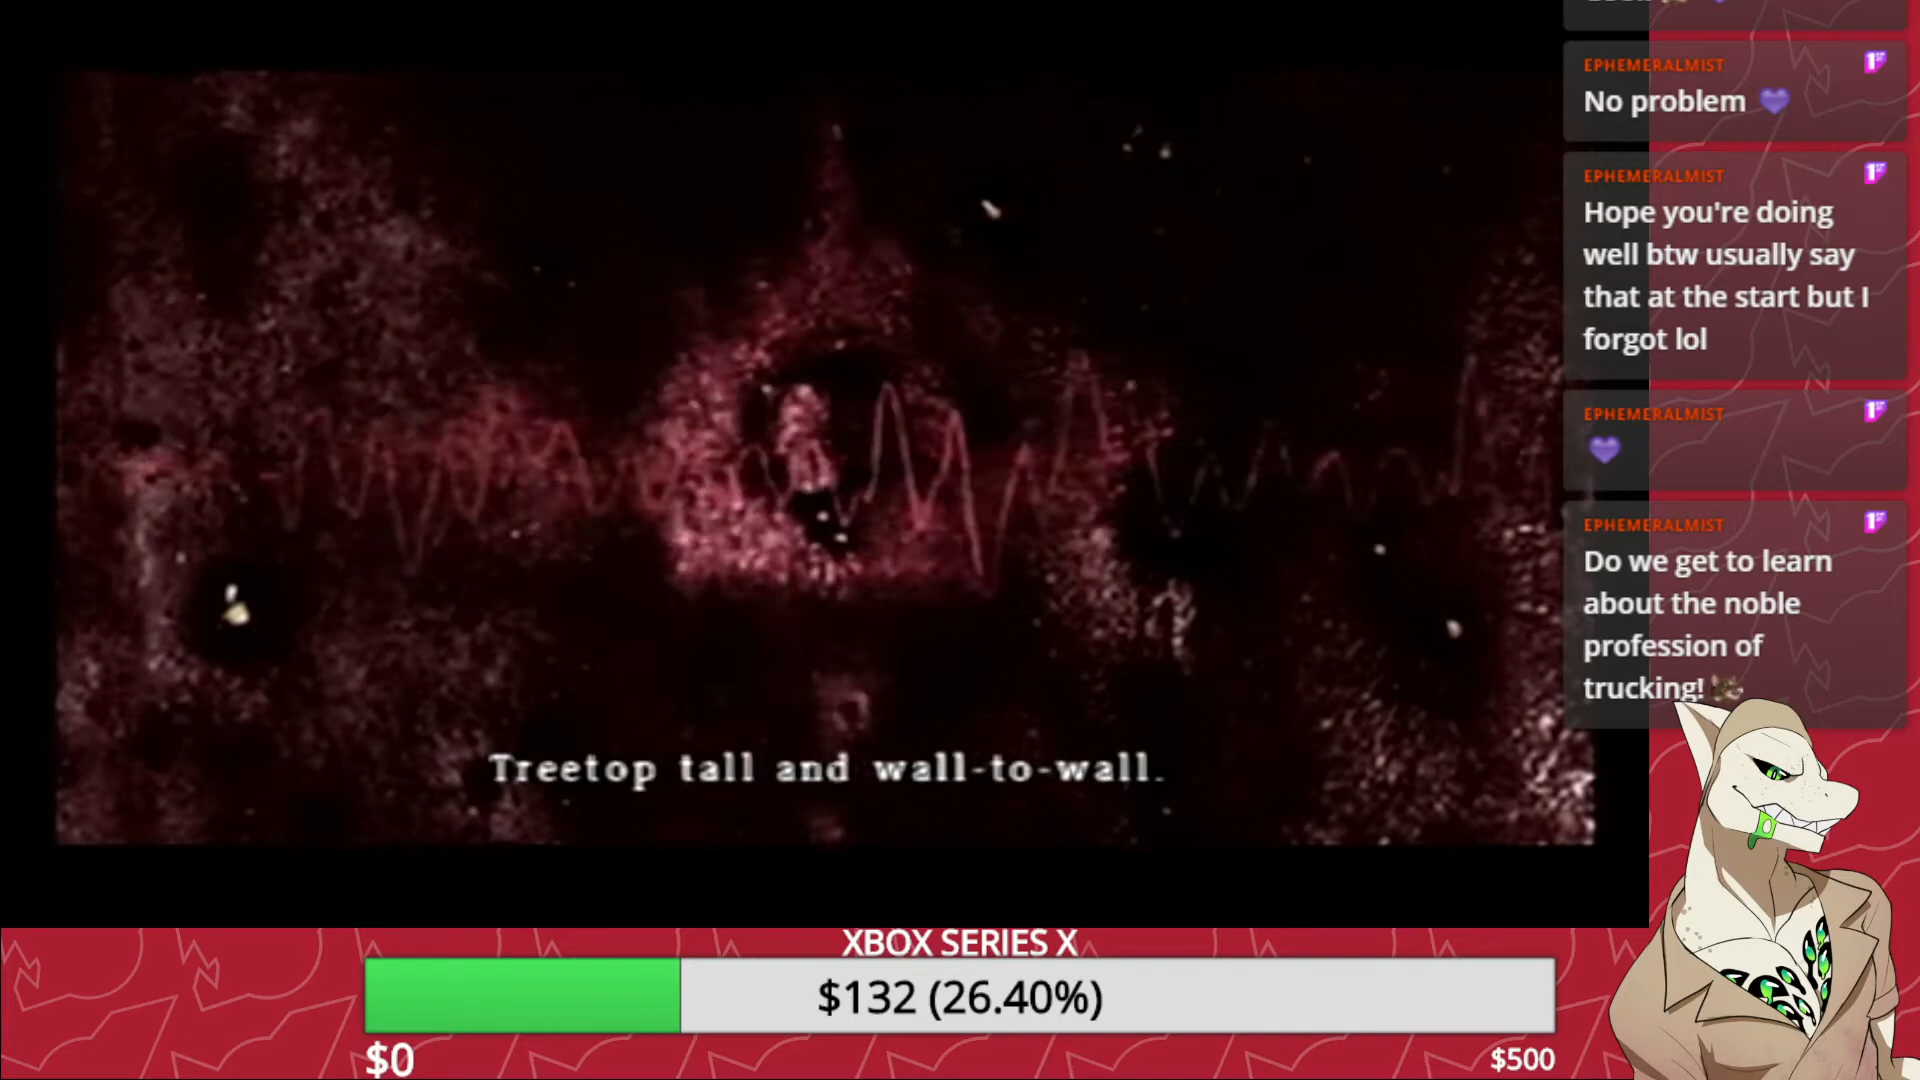 EPHEMERALMIST
No problem
EPHEMERALMIST
Hope you're doing
well btw usually say
that at the start but I
forgot lol
EPHEMERALMIST
EPHEMERALMIST
Do we get to learn
about the noble
profession of
trucking!
Treetop tall and wall-to-wall.
XBOX SERIES X
$132 (26.40%)
$0
$500